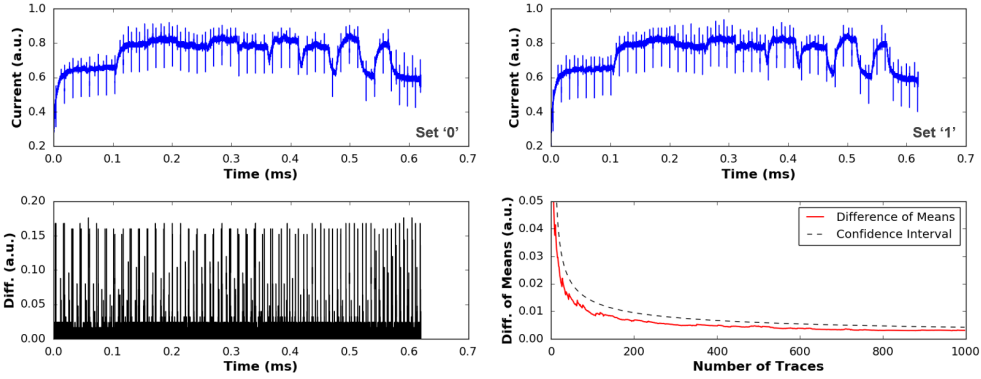 1.0
0.8
0.6
0.4
0.2
Current (a.u.)
0.0 0.1 0.2 0.3 0.4 0.5 0.6 0.7
Time (ms)
Set ‘0’
1.0
0.8
0.6
0.4
0.2
Current (a.u.)
0.0 0.1 0.2 0.3 0.4 0.5 0.6 0.7
Time (ms)
Set ‘1’
0.20
0.15
0.10
0.05
0.00
Diff. (a.u.)
0.0 0.1 0.2 0.3 0.4 0.5 0.6 0.7
Time (ms)
0.05
0.04
0.03
0.02
0.01
0.00
Diff. of Means (a.u.)
Difference of Means
Confidence Interval
0 200 400 600 800 1000
Number of Traces